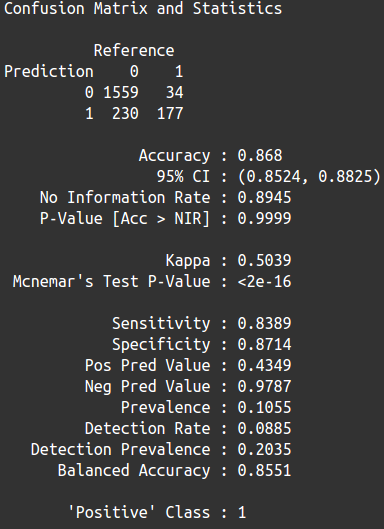 Confusion Matrix and Statistics
Reference
Prediction 0 1
0 1559 34
1 230 177
Accuracy : 0.868
95% CI : (0.8524, 0.8825)
No Information Rate : 0.8945
P-Value [Acc > NIR] : 0.9999
Kappa : 0.5039
Mcnemar's Test P-Value : <2e-16
Sensitivity : 0.8389
Specificity : 0.8714
Pos Pred Value : 0.4349
Neg Pred Value : 0.9787
Prevalence : 0.1055
Detection Rate : 0.0885
Detection Prevalence : 0.2035
Balanced Accuracy : 0.8551
'Positive' Class : 1